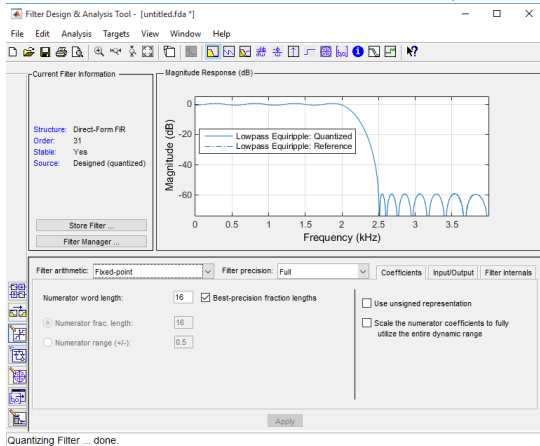 Filter Design & Analysis Tool - [untitled.fda *]
File Edit Analysis Targets View Window Help
Current Filter Information
Structure: Direct-Form FIR
Order: 31
Stable: Yes
Source: Designed (quantized)
Store Filter ...
Filter Manager ...
Magnitude Response (dB)
0
-20
-40
-60
Magnitude (dB)
Lowpass Equiripple: Quantized
Lowpass Equiripple: Reference
0 0.5 1 1.5 2 2.5 3 3.5
Frequency (kHz)
Filter arithmetic: Fixed-point Filter precision: Full Coefficients Input/Output Filter Internals
Numerator word length: 16 Best-precision fraction lengths
Numerator frac. length: 16
Numerator range (+/-): 0.5
Use unsigned representation
Scale the numerator coefficients to fully
utilize the entire dynamic range
Apply
Quantizing Filter ... done.